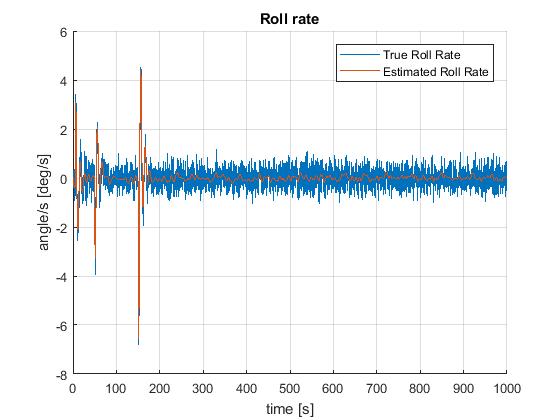 Roll rate
True Roll Rate
Estimated Roll Rate
angle/s [deg/s]
6
4
2
0
-2
-4
-6
-8
0 100 200 300 400 500 600 700 800 900 1000
time [s]